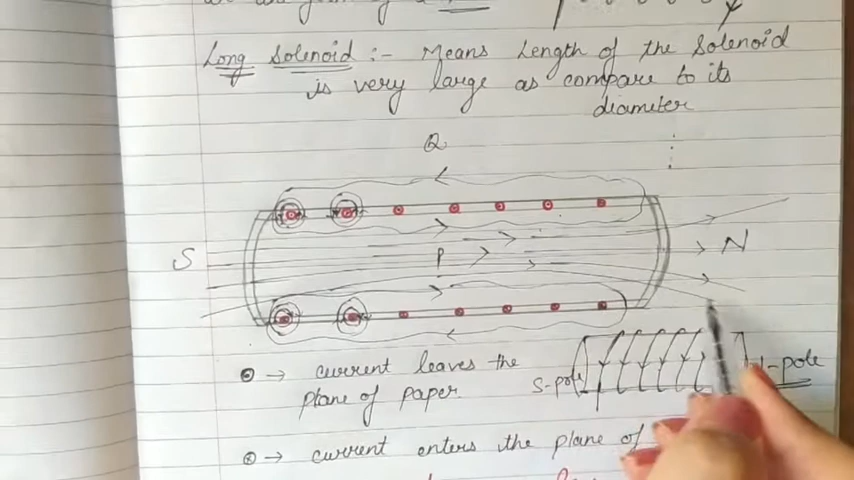 Long Solenoid :- Means Length of the Solenoid
is very large as compare to its
diameter
Q
S
P
N
⊙ → current leaves the
plane of paper.
S-pole
-pole
⊗ → current enters the plane of